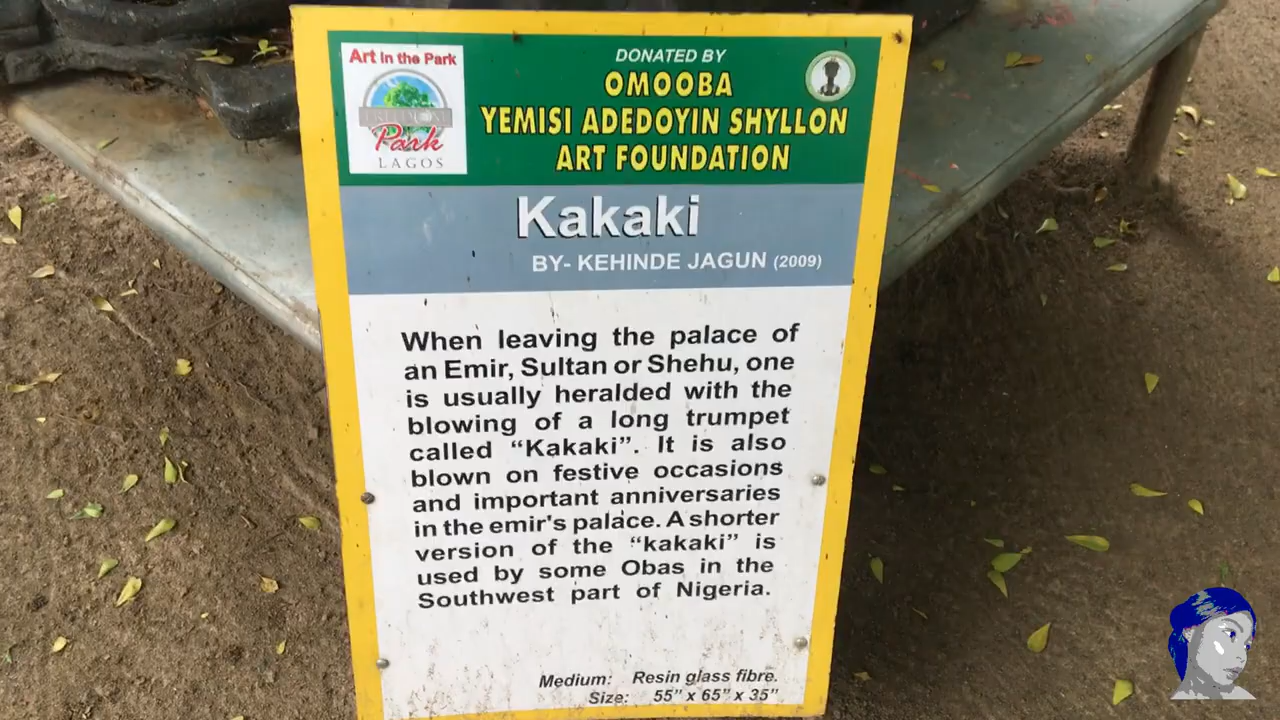 Art in the Park
FREEDOM
Park
LAGOS
DONATED BY
OMOOBA
YEMISI ADEDOYIN SHYLLON
ART FOUNDATION
Kakaki
BY- KEHINDE JAGUN (2009)
When leaving the palace of
an Emir, Sultan or Shehu, one
is usually heralded with the
blowing of a long trumpet
called “Kakaki”. It is also
blown on festive occasions
and important anniversaries
in the emir's palace. A shorter
version of the “kakaki” is
used by some Obas in the
Southwest part of Nigeria.
Medium: Resin glass fibre.
Size: 55” x 65” x 35”